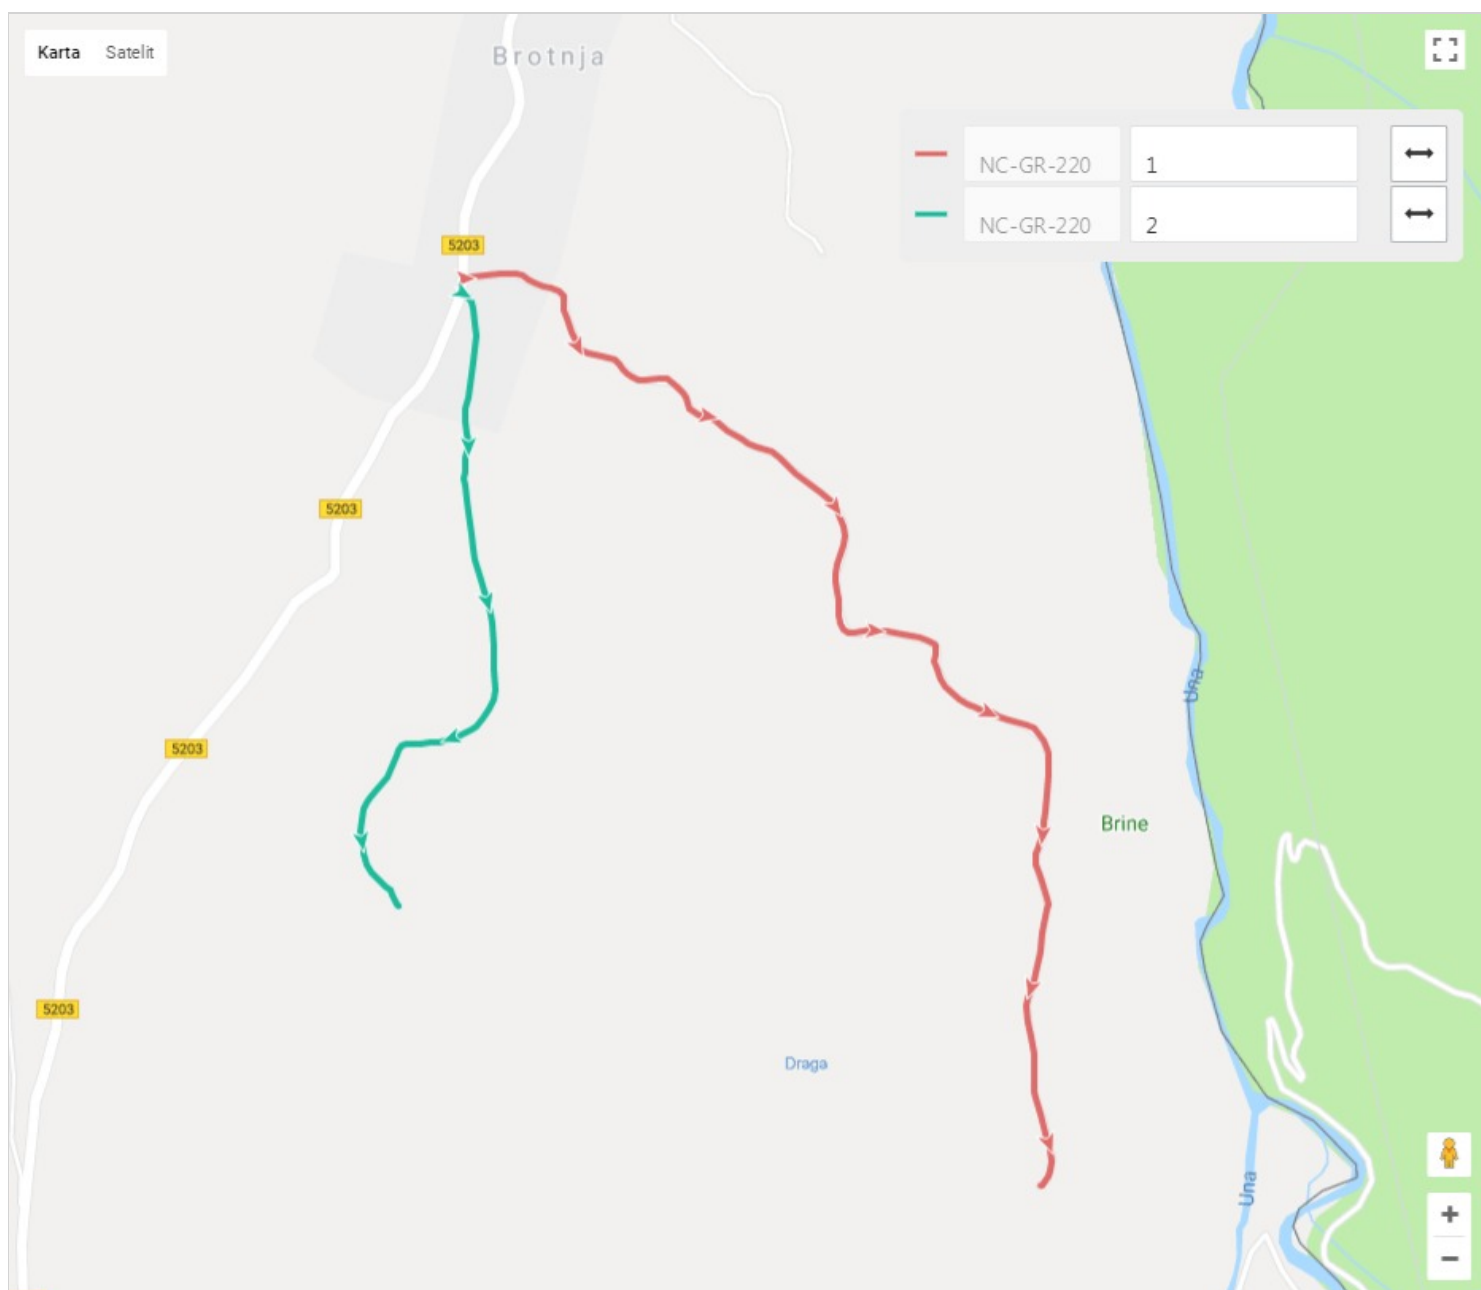 Karta Satelit
Brotnja
NC-GR-220 1
NC-GR-220 2
5203
5203
Una
5203
Brine
5203
Draga
Una